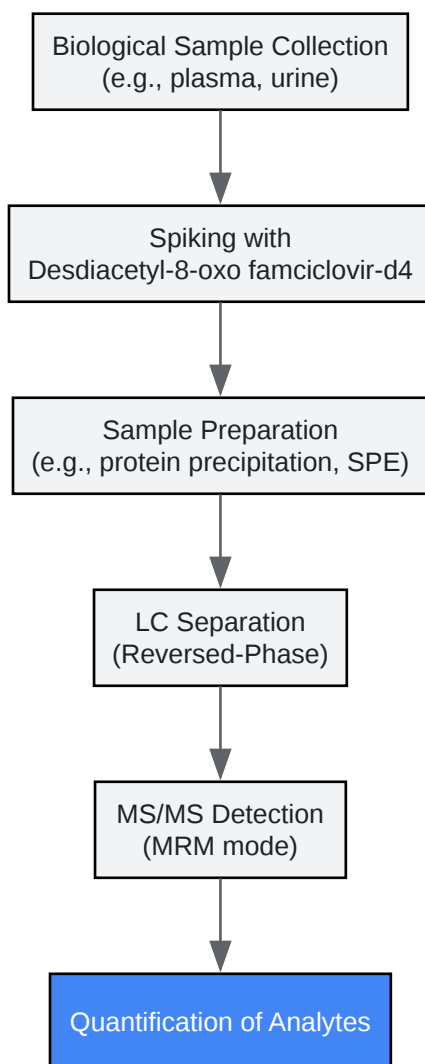 Biological Sample Collection
(e.g., plasma, urine)
Spiking with
Desdiacetyl-8-oxo famciclovir-d4
Sample Preparation
(e.g., protein precipitation, SPE)
LC Separation
(Reversed-Phase)
MS/MS Detection
(MRM mode)
Quantification of Analytes